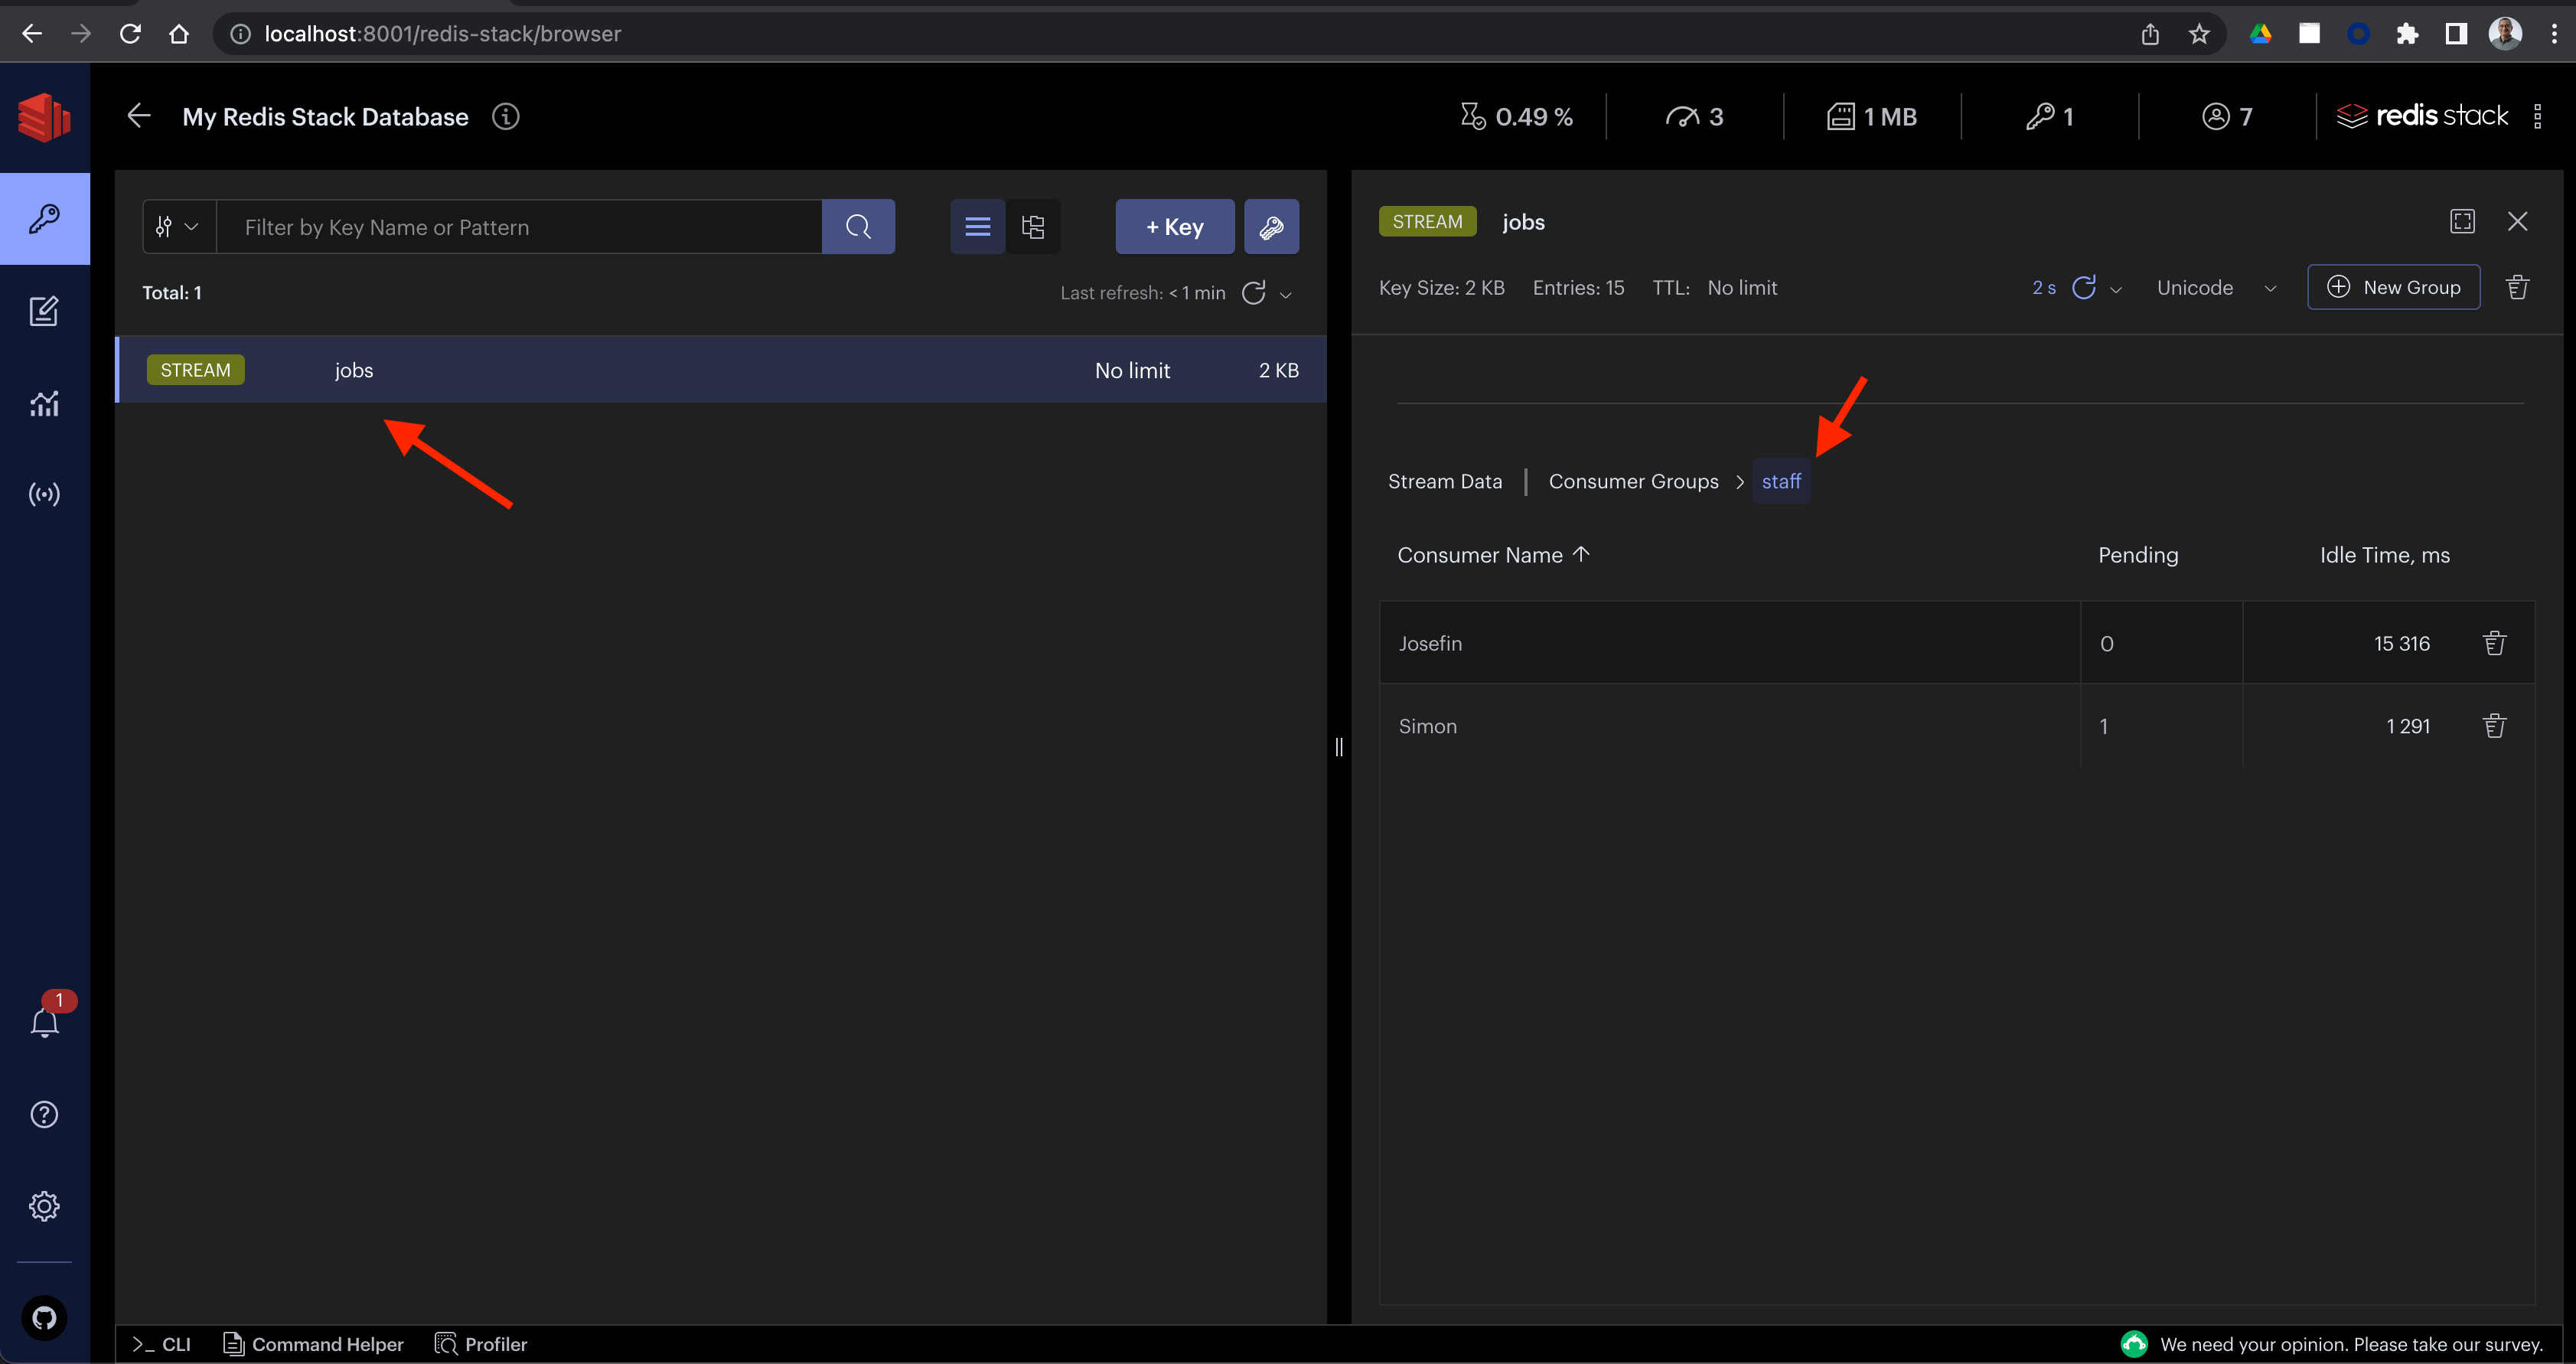 localhost:8001/redis-stack/browser
My Redis Stack Database
0.49 %
3
1 MB
1
7
redis stack
Filter by Key Name or Pattern
+ Key
Total: 1
Last refresh: < 1 min
STREAM jobs No limit 2 KB
STREAM jobs
Key Size: 2 KB Entries: 15 TTL: No limit
2 s
Unicode
New Group
Stream Data | Consumer Groups > staff
Consumer Name ↑ Pending Idle Time, ms
Josefin 0 15 316
Simon 1 1 291
1
>_ CLI
Command Helper
Profiler
We need your opinion. Please take our survey.